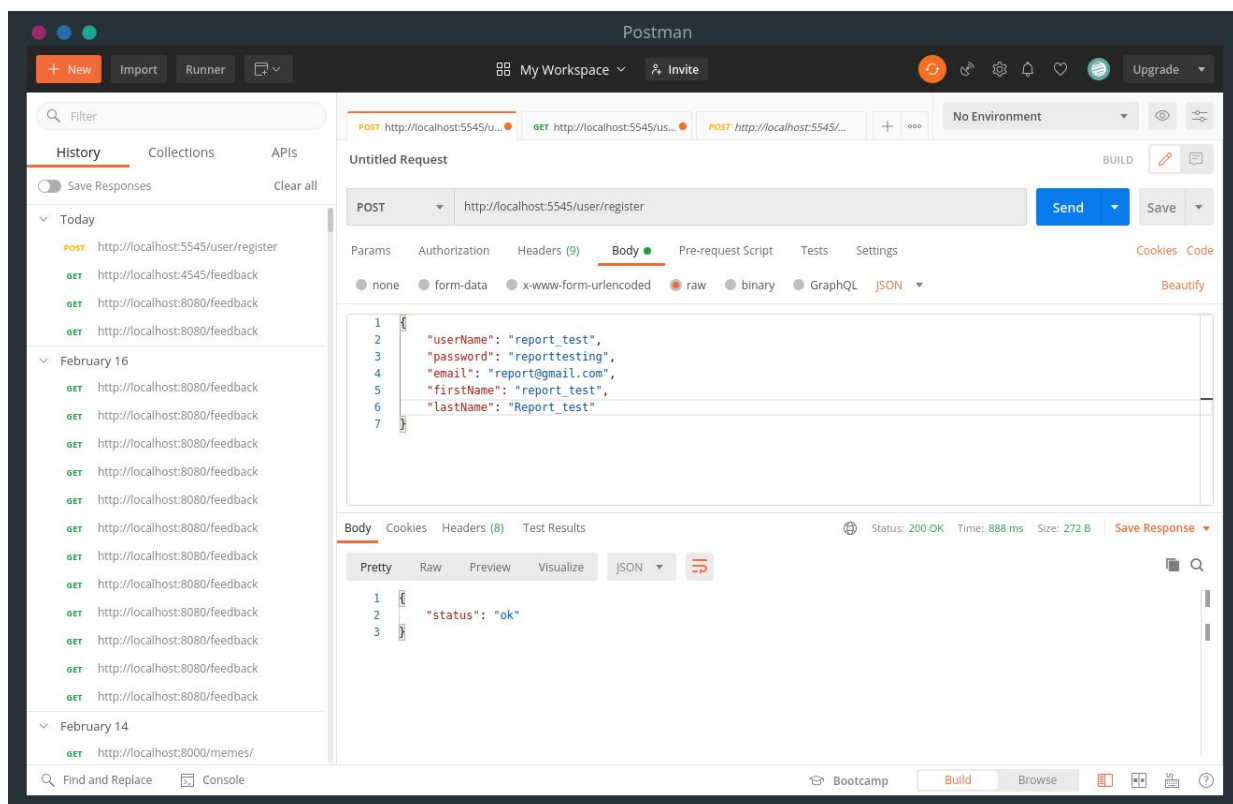 Postman
+ New Import Runner My Workspace Invite Upgrade
Filter
History Collections APIs
Save Responses Clear all
Today
POST http://localhost:5545/user/register
GET http://localhost:4545/feedback
GET http://localhost:8080/feedback
GET http://localhost:8080/feedback
February 16
GET http://localhost:8080/feedback
GET http://localhost:8080/feedback
GET http://localhost:8080/feedback
GET http://localhost:8080/feedback
GET http://localhost:8080/feedback
GET http://localhost:8080/feedback
GET http://localhost:8080/feedback
GET http://localhost:8080/feedback
GET http://localhost:8080/feedback
GET http://localhost:8080/feedback
GET http://localhost:8080/feedback
GET http://localhost:8080/feedback
February 14
GET http://localhost:8000/memes/
POST http://localhost:5545/u... GET http://localhost:5545/us... POST http://localhost:5545/... + ooo No Environment
Untitled Request BUILD
POST http://localhost:5545/user/register Send Save
Params Authorization Headers (9) Body Pre-request Script Tests Settings Cookies Code
none form-data x-www-form-urlencoded raw binary GraphQL JSON Beautify
1 {
2 "userName": "report_test",
3 "password": "reporttesting",
4 "email": "report@gmail.com",
5 "firstName": "report_test",
6 "lastName": "Report_test"
7 }
Body Cookies Headers (8) Test Results Status: 200 OK Time: 888 ms Size: 272 B Save Response
Pretty Raw Preview Visualize JSON
1 {
2 "status": "ok"
3 }
Find and Replace Console Bootcamp Build Browse ?